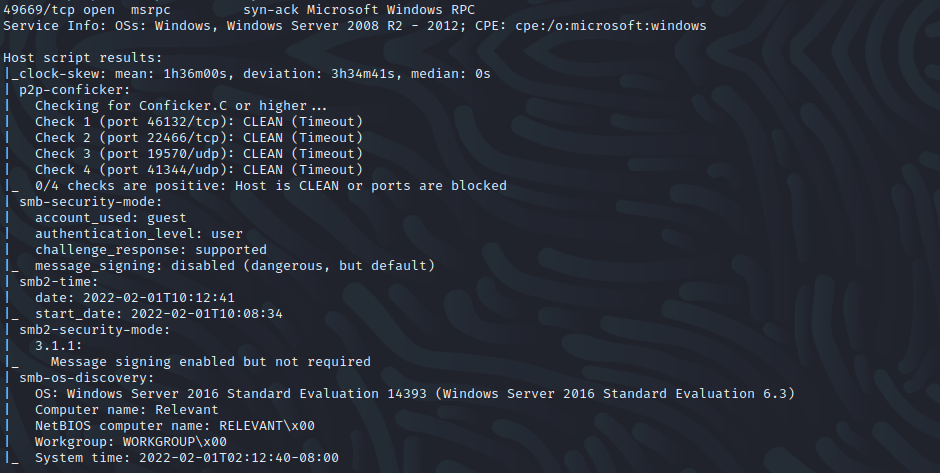 49669/tcp open  msrpc         syn-ack Microsoft Windows RPC
Service Info: OSs: Windows, Windows Server 2008 R2 - 2012; CPE: cpe:/o:microsoft:windows

Host script results:
|_clock-skew: mean: 1h36m00s, deviation: 3h34m41s, median: 0s
| p2p-conficker:
|   Checking for Conficker.C or higher...
|   Check 1 (port 46132/tcp): CLEAN (Timeout)
|   Check 2 (port 22466/tcp): CLEAN (Timeout)
|   Check 3 (port 19570/udp): CLEAN (Timeout)
|   Check 4 (port 41344/udp): CLEAN (Timeout)
|_  0/4 checks are positive: Host is CLEAN or ports are blocked
| smb-security-mode:
|   account_used: guest
|   authentication_level: user
|   challenge_response: supported
|_  message_signing: disabled (dangerous, but default)
| smb2-time:
|   date: 2022-02-01T10:12:41
|_  start_date: 2022-02-01T10:08:34
| smb2-security-mode:
|   3.1.1:
|_    Message signing enabled but not required
| smb-os-discovery:
|   OS: Windows Server 2016 Standard Evaluation 14393 (Windows Server 2016 Standard Evaluation 6.3)
|   Computer name: Relevant
|   NetBIOS computer name: RELEVANT\x00
|   Workgroup: WORKGROUP\x00
|_  System time: 2022-02-01T02:12:40-08:00